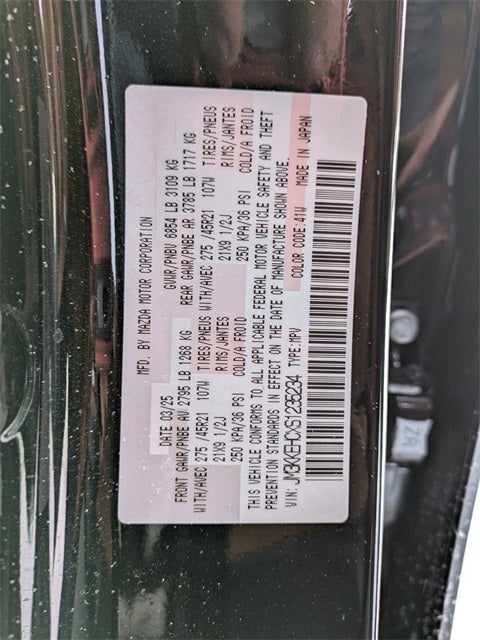 MFD. BY MAZDA MOTOR CORPORATION
DATE 03/25 GVWR/PNBV 6854 LB 3109 KG
FRONT GAWR/PNBE AV 2795 LB 1268 KG REAR GAWR/PNBE AR 3785 LB 1717 KG
WITH/AVEC 275 /45R21 107W TIRES/PNEUS WITH/AVEC 275 /45R21 107W TIRES/PNEUS
21X9 1/2J RIMS/JANTES 21X9 1/2J RIMS/JANTES
250 KPA/36 PSI COLD/A FROID 250 KPA/36 PSI COLD/A FROID
THIS VEHICLE CONFORMS TO ALL APPLICABLE FEDERAL MOTOR VEHICLE SAFETY AND THEFT
PREVENTION STANDARDS IN EFFECT ON THE DATE OF MANUFACTURE SHOWN ABOVE.
VIN: JM3KKEHCXS1235234 TYPE: MPV COLOR CODE:41W MADE IN JAPAN
ZA